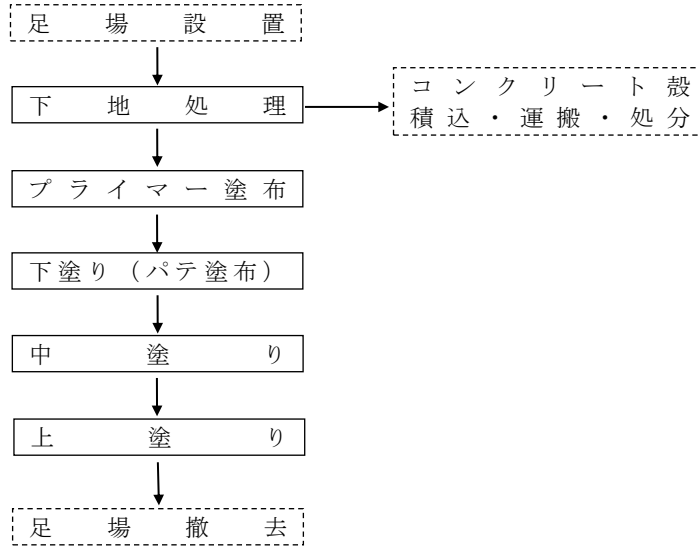 足場設置
下地処理
コンクリート殻
積込・運搬・処分
プライマー塗布
下塗り（パテ塗布）
中塗り
上塗り
足場撤去